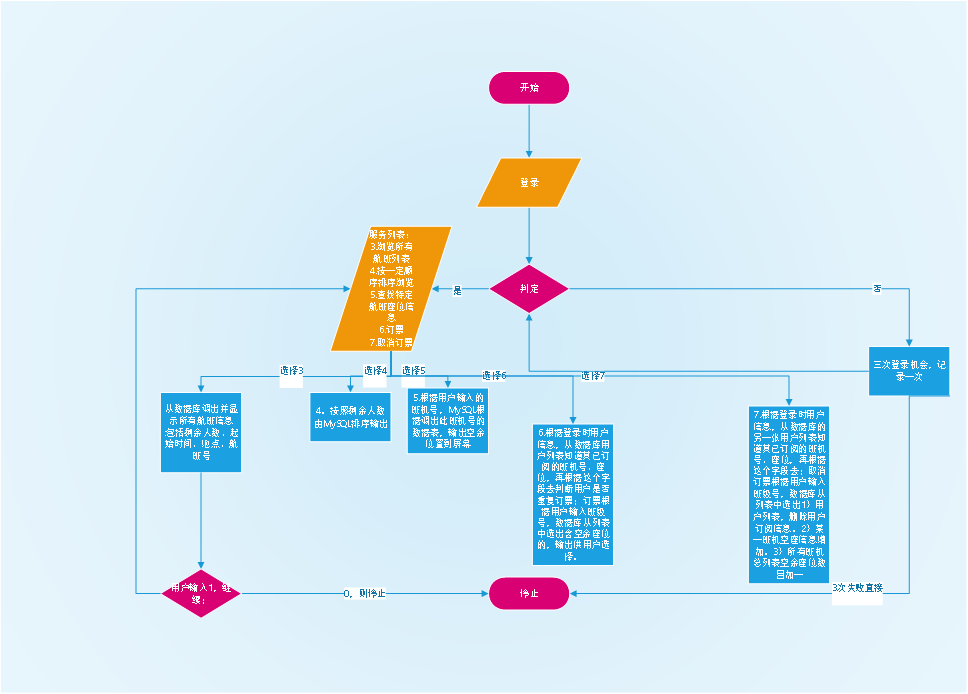 开始
登录
服务列表：
3.浏览所有
航班列表
4.按一定顺
序排序浏览
5.查找特定
航班座位信
息
6.订票
7.取消订票
是
判定
否
三次登录机会，记
录一次
选择3
选择4
选择5
选择6
选择7
从数据库调出并显
示所有航班信息
:包括剩余人数，起
始时间，地点，航
班号
4，按照剩余人数
由MySQL排序输出
5.根据用户输入的
班机号，MySQL根
据调出此班机号的
数据表，输出空余
位置到屏幕
6.根据登录时用户
信息，从数据库用
户列表知道其已订
阅的班机号，座
位，再根据这个字
段去判断用户是否
重复订票；订票根
据用户输入班级
号，数据库从列表
中选出含空余座位
的，输出供用户选
择。
7.根据登录时用户
信息，从数据库的
另一张用户列表知
道其已订阅的班机
号，座位，再根据
这个字段去；取消
订票根据用户输入
班级号，数据库从
列表中选出1）用
户列表，删除用户
订阅信息。2）某
一班机空座信息增
加。3）所有班机
总列表空余座位数
目加一
用户输入1，继
续；
0，则停止
停止
3次失败直接